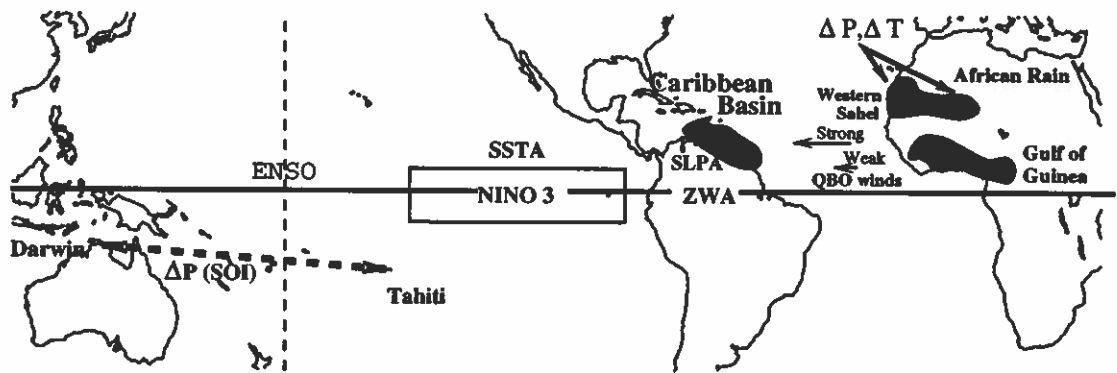 ΔP,ΔT
African Rain
Western
Sahel
Caribbean
Basin
Strong
Weak
QBO winds
Gulf of
Guinea
SLPA
SSTA
ENSO
NINO 3
ZWA
Darwin
ΔP (SOI)
Tahiti